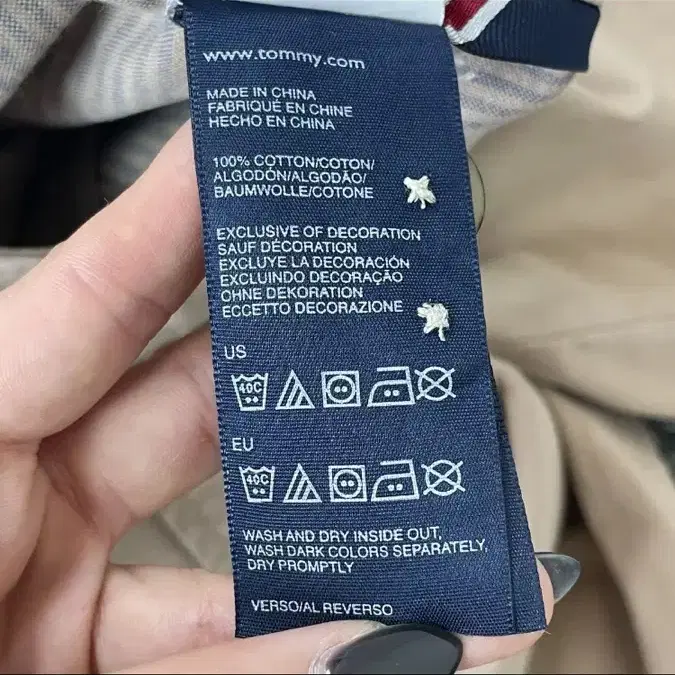 www.tommy.com
MADE IN CHINA
FABRIQUÉ EN CHINE
HECHO EN CHINA
100% COTTON/COTON/
ALGODÓN/ALGODÃO/
BAUMWOLLE/COTONE
EXCLUSIVE OF DECORATION
SAUF DÉCORATION
EXCLUYE LA DECORACIÓN
EXCLUINDO DECORAÇÃO
OHNE DEKORATION
ECCETTO DECORAZIONE
US
40C
EU
40C
WASH AND DRY INSIDE OUT,
WASH DARK COLORS SEPARATELY,
DRY PROMPTLY
VERSO/AL REVERSO